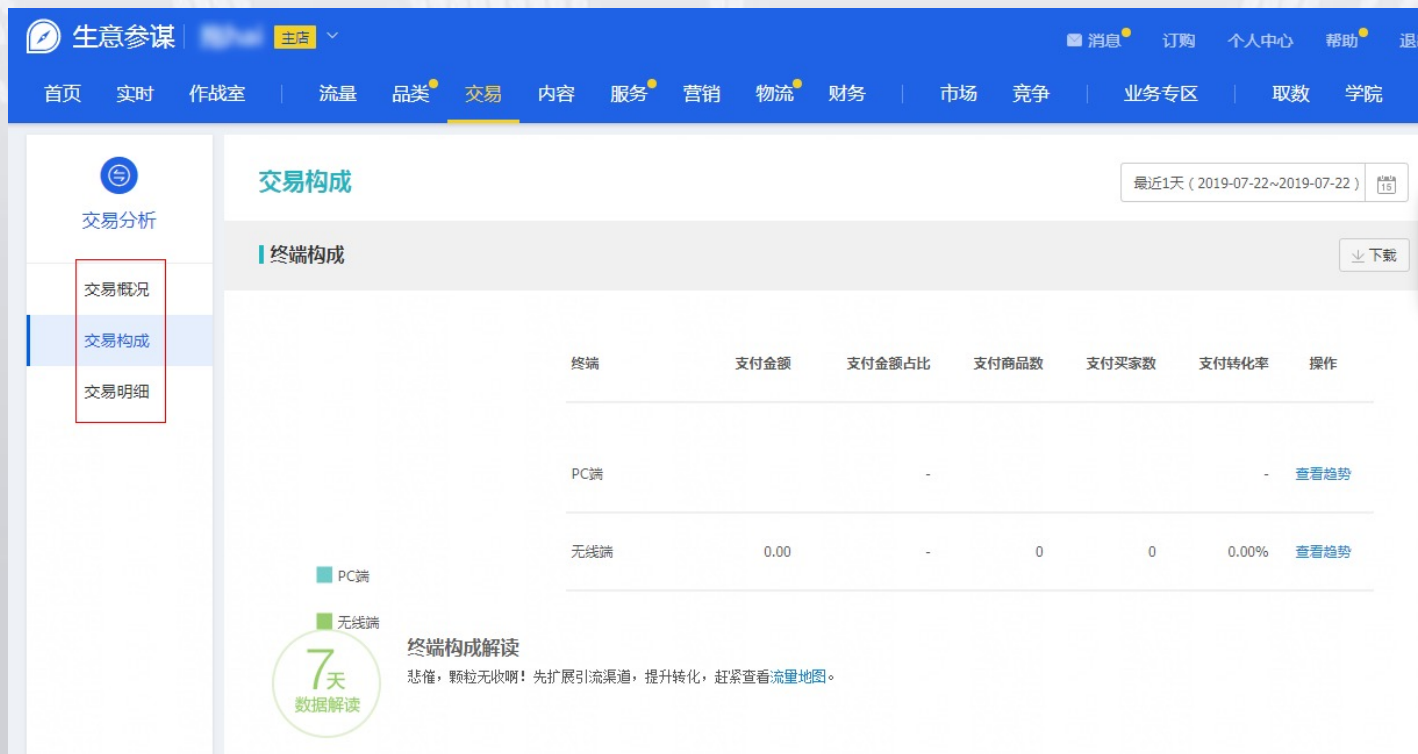 生意参谋 主店
消息 订购 个人中心 帮助 退
首页 实时 作战室 流量 品类 交易 内容 服务 营销 物流 财务 市场 竞争 业务专区 取数 学院
交易分析
交易概况
交易构成
交易明细
交易构成
最近1天 ( 2019-07-22~2019-07-22 ) 15
终端构成
下载
终端 支付金额 支付金额占比 支付商品数 支付买家数 支付转化率 操作
PC端 - - 查看趋势
无线端 0.00 - 0 0 0.00% 查看趋势
PC端
无线端
7天
数据解读
终端构成解读
悲催，颗粒无收啊！先扩展引流渠道，提升转化，赶紧查看流量地图。